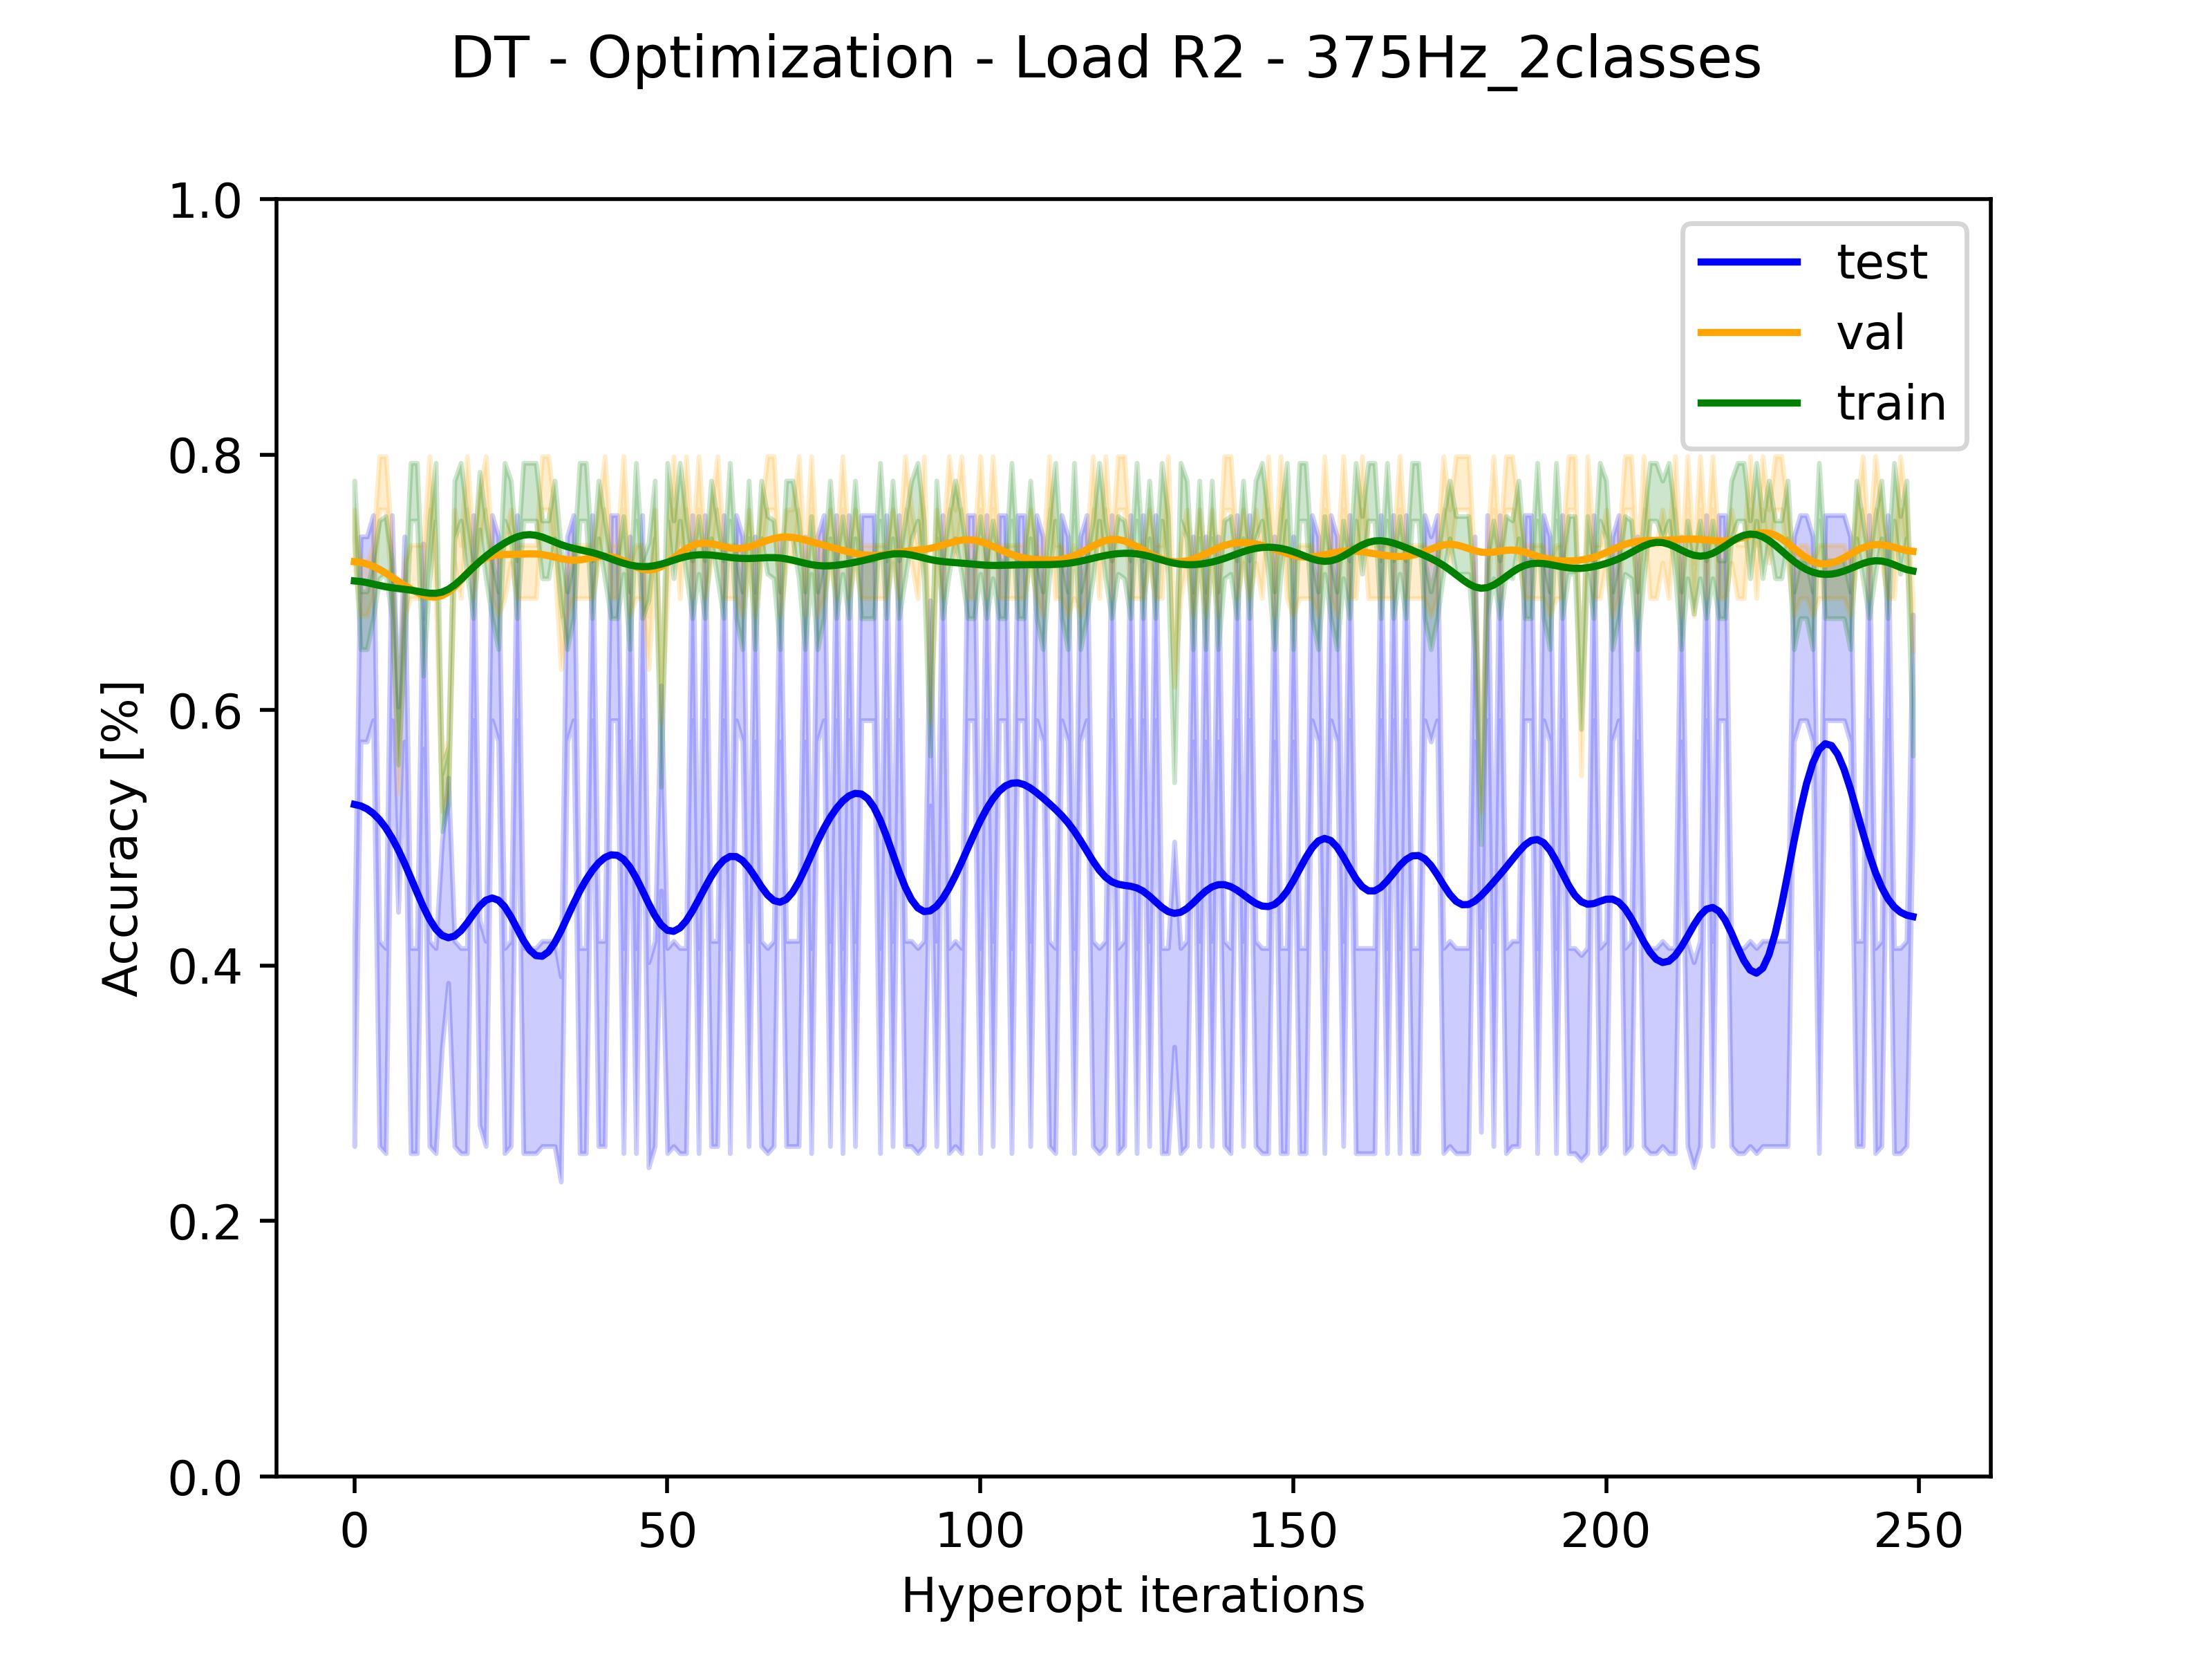 DT - Optimization - Load R2 - 375Hz_2classes
1.0
0.8
0.6
0.4
0.2
0.0
Accuracy [%]
test
val
train
0 50 100 150 200 250
Hyperopt iterations